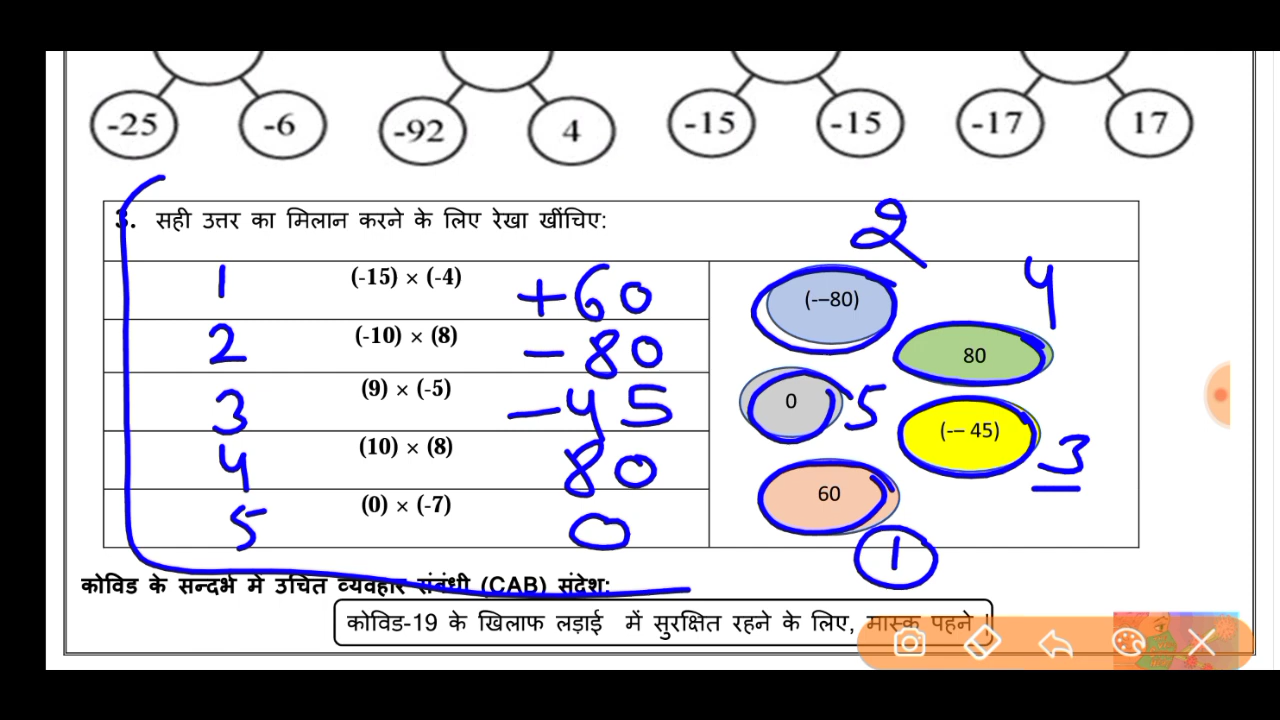 -25 -6 -92 4 -15 -15 -17 17
3. सही उत्तर का मिलान करने के लिए रेखा खींचिए:
2
1 (-15) × (-4) +60
(-–80)
4
2 (-10) × (8) -80
80
3 (9) × (-5) -45
0 5
(-– 45)
3
4 (10) × (8) 80
60
5 (0) × (-7) 0
1
कोविड के सन्दर्भ में उचित व्यवहार संबंधी (CAB) संदेश:
कोविड-19 के खिलाफ लड़ाई में सुरक्षित रहने के लिए, मास्क पहने |